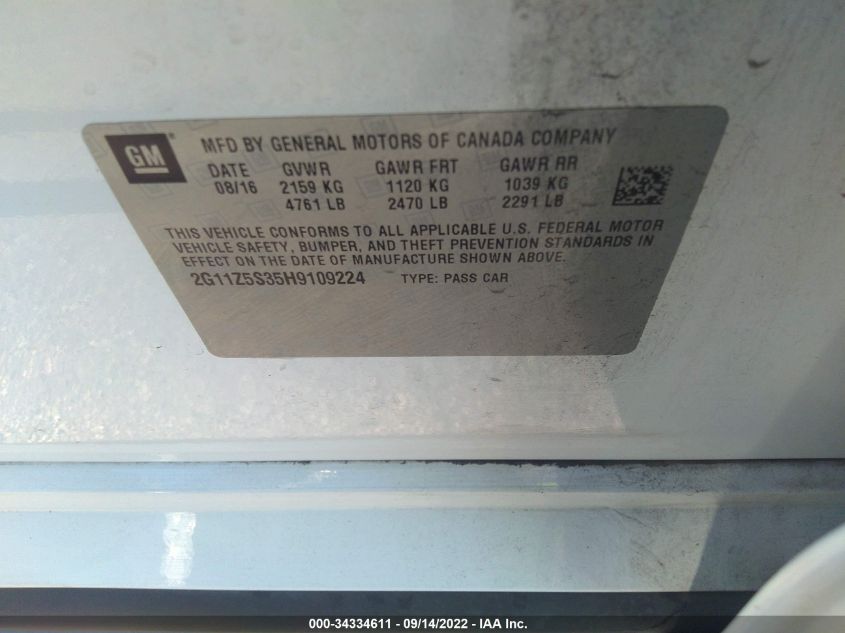 GM
MFD BY GENERAL MOTORS OF CANADA COMPANY
DATE GVWR GAWR FRT GAWR RR
08/16 2159 KG 1120 KG 1039 KG
4761 LB 2470 LB 2291 LB
THIS VEHICLE CONFORMS TO ALL APPLICABLE U.S. FEDERAL MOTOR
VEHICLE SAFETY, BUMPER, AND THEFT PREVENTION STANDARDS IN
EFFECT ON THE DATE OF MANUFACTURE SHOWN ABOVE.
2G11Z5S35H9109224 TYPE: PASS CAR
000-34334611 - 09/14/2022 - IAA Inc.